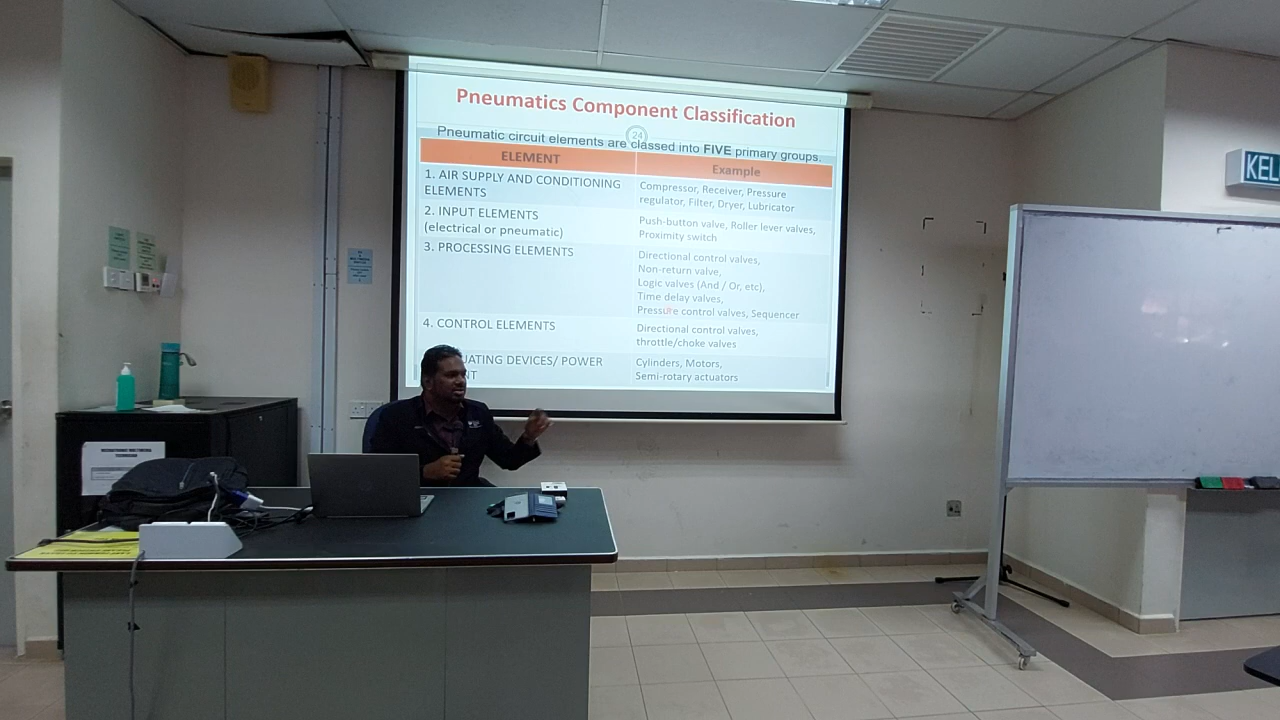 Pneumatics Component Classification
24
Pneumatic circuit elements are classed into FIVE primary groups.
ELEMENT
Example
1. AIR SUPPLY AND CONDITIONING
ELEMENTS
Compressor, Receiver, Pressure
regulator, Filter, Dryer, Lubricator
2. INPUT ELEMENTS
(electrical or pneumatic)
Push-button valve, Roller lever valves,
Proximity switch
3. PROCESSING ELEMENTS
Directional control valves,
Non-return valve,
Logic valves (And / Or, etc),
Time delay valves,
Pressure control valves, Sequencer
4. CONTROL ELEMENTS
Directional control valves,
throttle/choke valves
UATING DEVICES/ POWER
NT
Cylinders, Motors,
Semi-rotary actuators
KEL